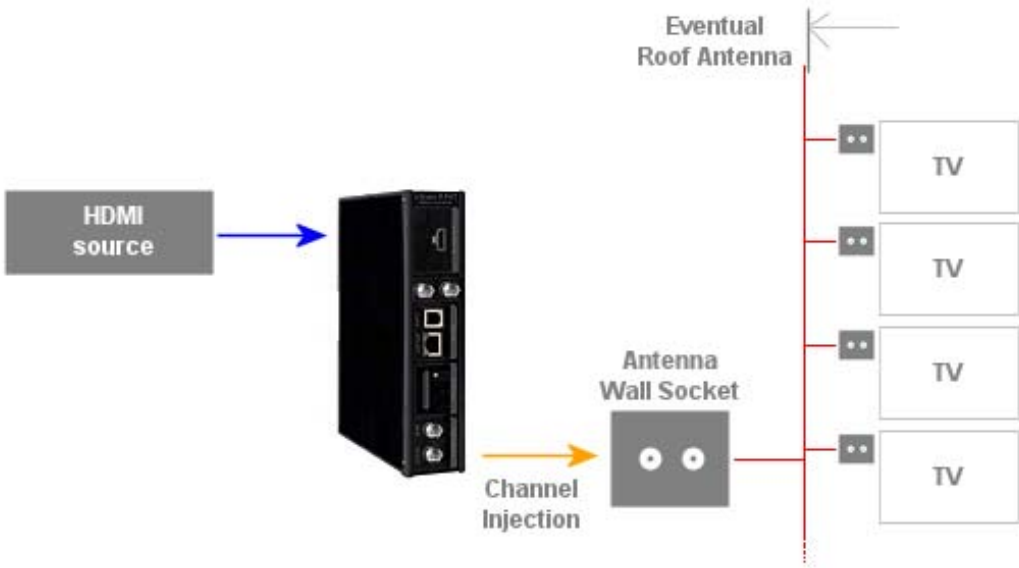 Eventual
Roof Antenna
TV
HDMI
source
TV
Antenna
Wall Socket
TV
Channel
Injection
TV